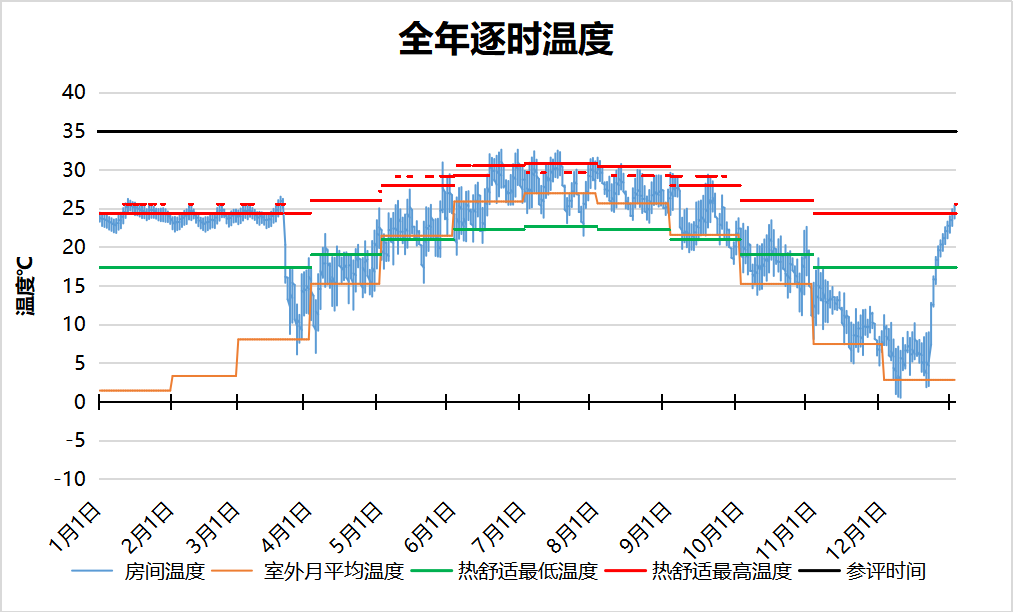 全年逐时温度
温度℃
40
35
30
25
20
15
10
5
0
-5
-10
1月1日
2月1日
3月1日
4月1日
5月1日
6月1日
7月1日
8月1日
9月1日
10月1日
11月1日
12月1日
房间温度 室外月平均温度 热舒适最低温度 热舒适最高温度 参评时间